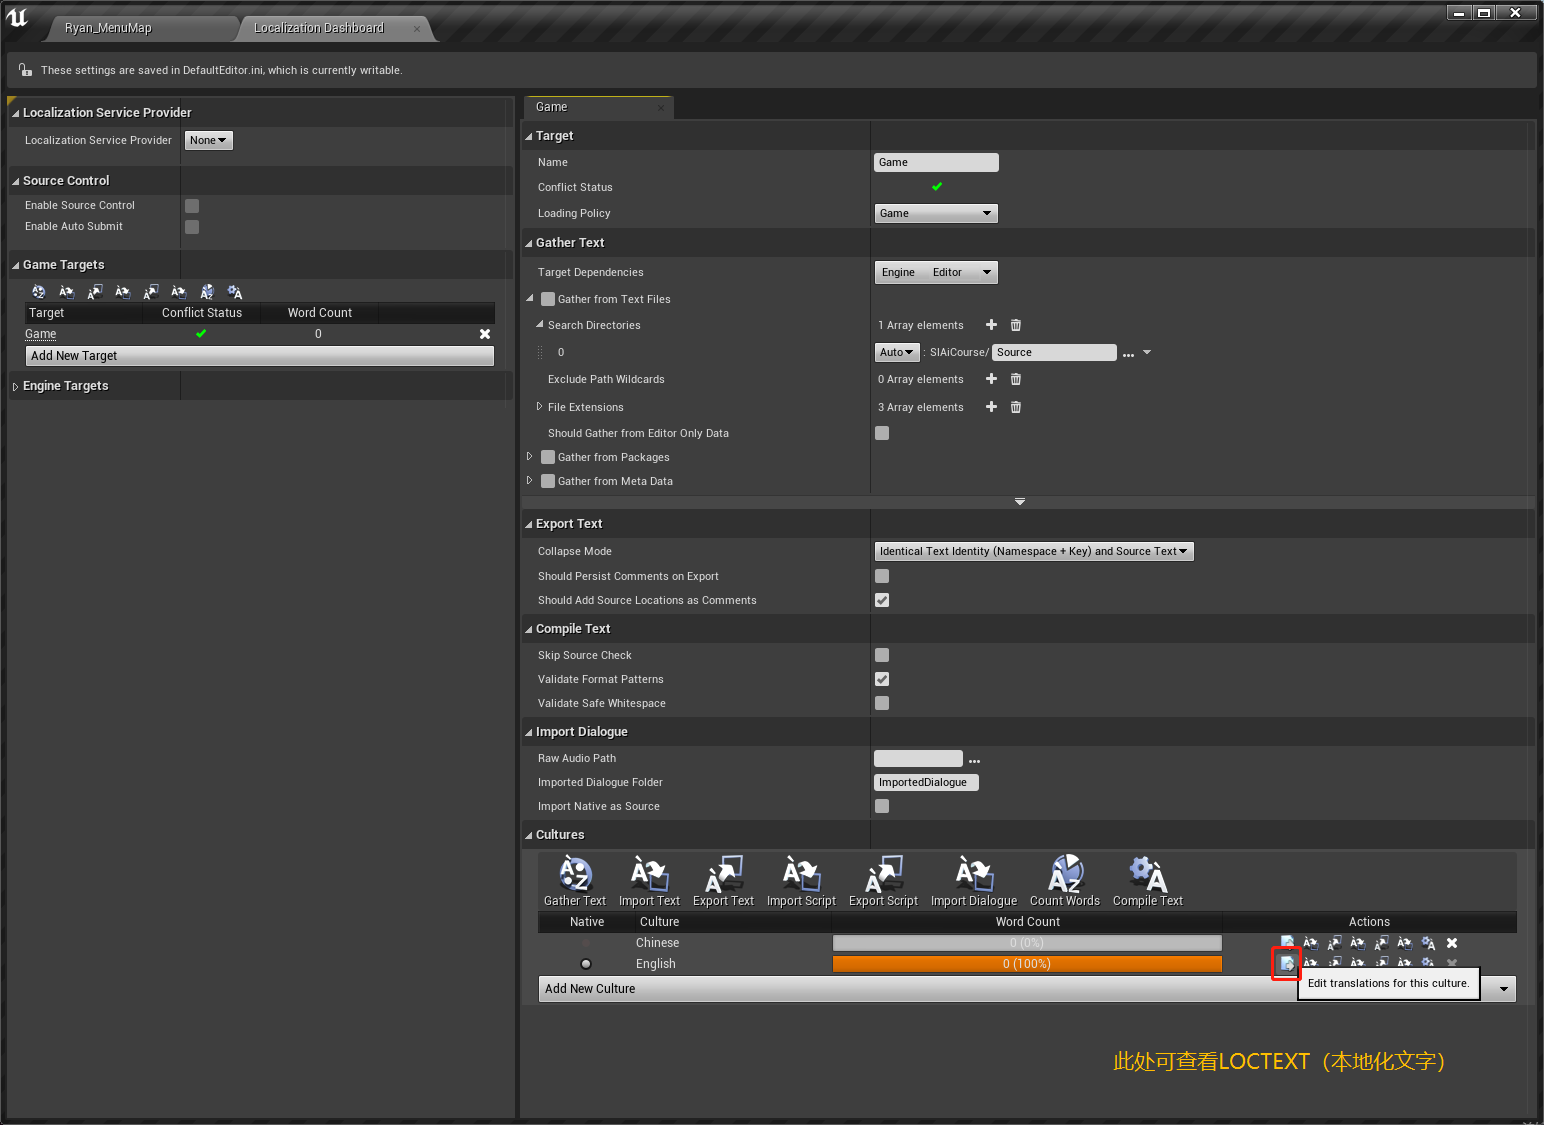 Ryan_MenuMap
Localization Dashboard
These settings are saved in DefaultEditor.ini, which is currently writable.
Localization Service Provider
Localization Service Provider None
Source Control
Enable Source Control
Enable Auto Submit
Game Targets
Target Conflict Status Word Count
Game 0
Add New Target
Engine Targets
Game
Target
Name Game
Conflict Status
Loading Policy Game
Gather Text
Target Dependencies Engine Editor
Gather from Text Files
Search Directories 1 Array elements
0 Auto : SlAiCourse/ Source ...
Exclude Path Wildcards 0 Array elements
File Extensions 3 Array elements
Should Gather from Editor Only Data
Gather from Packages
Gather from Meta Data
Export Text
Collapse Mode Identical Text Identity (Namespace + Key) and Source Text
Should Persist Comments on Export
Should Add Source Locations as Comments
Compile Text
Skip Source Check
Validate Format Patterns
Validate Safe Whitespace
Import Dialogue
Raw Audio Path ...
Imported Dialogue Folder ImportedDialogue
Import Native as Source
Cultures
Gather Text Import Text Export Text Import Script Export Script Import Dialogue Count Words Compile Text
Native Culture Word Count Actions
Chinese 0 (0%)
English 0 (100%)
Add New Culture
Edit translations for this culture.
此处可查看LOCTEXT（本地化文字）